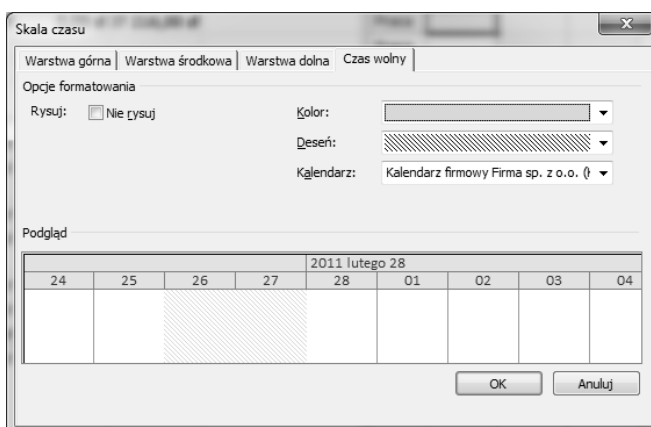 Skala czasu
Warstwa górna Warstwa środkowa Warstwa dolna Czas wolny
Opcje formatowania
Rysuj: Nie rysuj Kolor:
Deseń:
Kalendarz: Kalendarz firmowy Firma sp. z o.o. (
Podgląd
2011 lutego 28
24 25 26 27 28 01 02 03 04
OK Anuluj